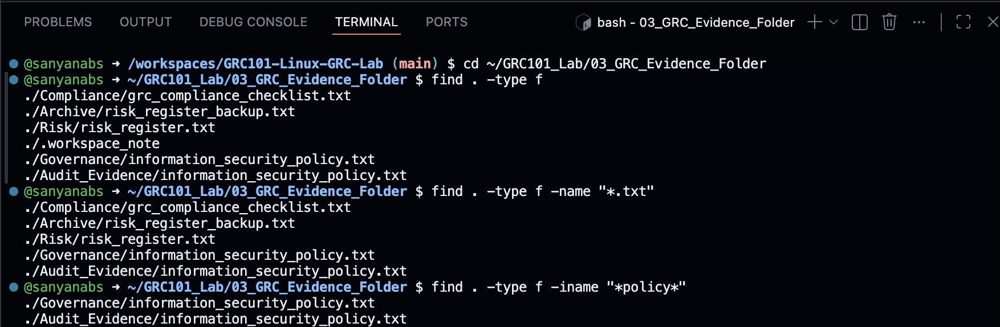 PROBLEMS OUTPUT DEBUG CONSOLE TERMINAL PORTS bash - 03_GRC_Evidence_Folder
@sanyanabs → /workspaces/GRC101-Linux-GRC-Lab (main) $ cd ~/GRC101_Lab/03_GRC_Evidence_Folder
@sanyanabs → ~/GRC101_Lab/03_GRC_Evidence_Folder $ find . -type f
./Compliance/grc_compliance_checklist.txt
./Archive/risk_register_backup.txt
./Risk/risk_register.txt
./.workspace_note
./Governance/information_security_policy.txt
./Audit_Evidence/information_security_policy.txt
@sanyanabs → ~/GRC101_Lab/03_GRC_Evidence_Folder $ find . -type f -name "*.txt"
./Compliance/grc_compliance_checklist.txt
./Archive/risk_register_backup.txt
./Risk/risk_register.txt
./Governance/information_security_policy.txt
./Audit_Evidence/information_security_policy.txt
@sanyanabs → ~/GRC101_Lab/03_GRC_Evidence_Folder $ find . -type f -iname "*policy*"
./Governance/information_security_policy.txt
./Audit_Evidence/information_security_policy.txt